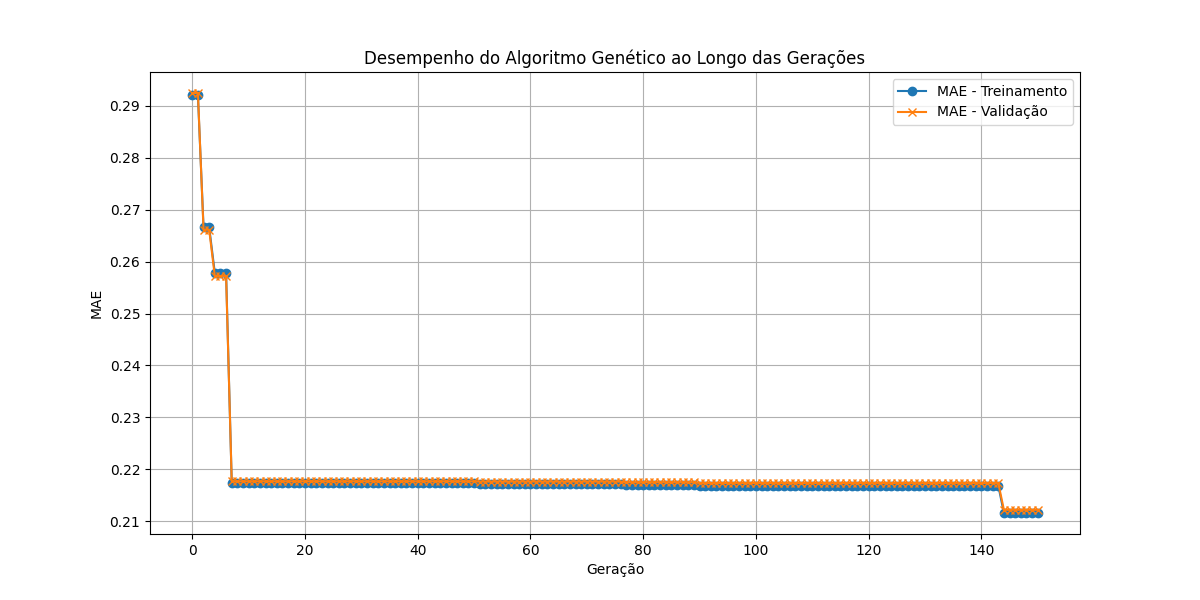 Desempenho do Algoritmo Genético ao Longo das Gerações
MAE - Treinamento
MAE - Validação
0.29
0.28
0.27
0.26
0.25
0.24
0.23
0.22
0.21
MAE
0 20 40 60 80 100 120 140
Geração